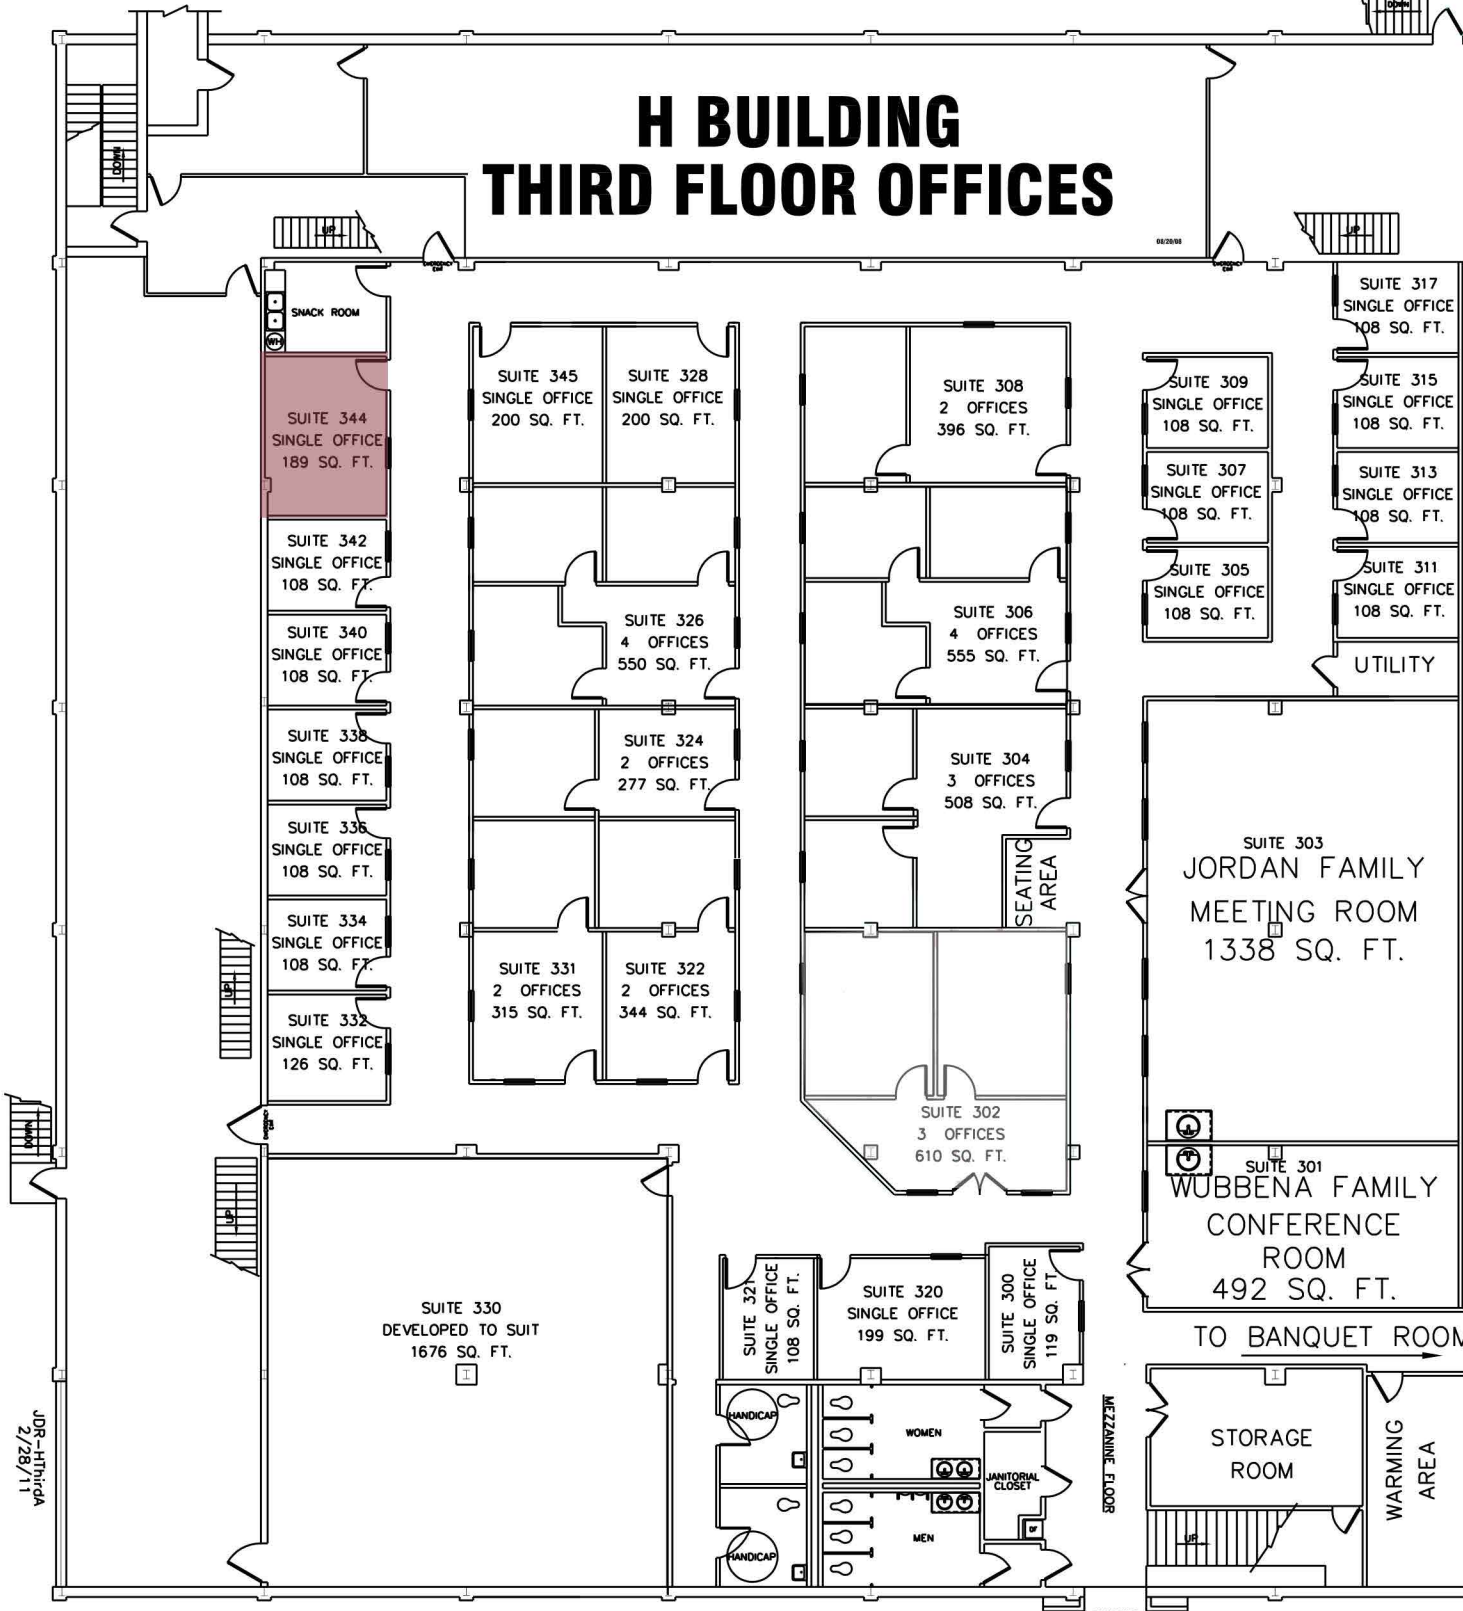 DOWN
H BUILDING
THIRD FLOOR OFFICES
08/20/08
DOWN
UP
UP
EMERGENCY
EXIT
EMERGENCY
EXIT
SNACK ROOM
WH
SUITE 344
SINGLE OFFICE
189 SQ. FT.
SUITE 342
SINGLE OFFICE
108 SQ. FT.
SUITE 340
SINGLE OFFICE
108 SQ. FT.
SUITE 338
SINGLE OFFICE
108 SQ. FT.
SUITE 336
SINGLE OFFICE
108 SQ. FT.
SUITE 334
SINGLE OFFICE
108 SQ. FT.
SUITE 332
SINGLE OFFICE
126 SQ. FT.
UP
EMERGENCY
EXIT
DOWN
UP
SUITE 345
SINGLE OFFICE
200 SQ. FT.
SUITE 328
SINGLE OFFICE
200 SQ. FT.
SUITE 326
4 OFFICES
550 SQ. FT.
SUITE 324
2 OFFICES
277 SQ. FT.
SUITE 331
2 OFFICES
315 SQ. FT.
SUITE 322
2 OFFICES
344 SQ. FT.
SUITE 308
2 OFFICES
396 SQ. FT.
SUITE 306
4 OFFICES
555 SQ. FT.
SUITE 304
3 OFFICES
508 SQ. FT.
SEATING
AREA
SUITE 302
3 OFFICES
610 SQ. FT.
SUITE 309
SINGLE OFFICE
108 SQ. FT.
SUITE 307
SINGLE OFFICE
108 SQ. FT.
SUITE 305
SINGLE OFFICE
108 SQ. FT.
SUITE 317
SINGLE OFFICE
108 SQ. FT.
SUITE 315
SINGLE OFFICE
108 SQ. FT.
SUITE 313
SINGLE OFFICE
108 SQ. FT.
SUITE 311
SINGLE OFFICE
108 SQ. FT.
UTILITY
SUITE 303
JORDAN FAMILY
MEETING ROOM
1338 SQ. FT.
SUITE 301
WUBBENA FAMILY
CONFERENCE
ROOM
492 SQ. FT.
TO BANQUET ROOM
SUITE 330
DEVELOPED TO SUIT
1676 SQ. FT.
SUITE 321
SINGLE OFFICE
108 SQ. FT.
SUITE 320
SINGLE OFFICE
199 SQ. FT.
SUITE 300
SINGLE OFFICE
119 SQ. FT.
HANDICAP
WOMEN
JANITORIAL
CLOSET
DF
HANDICAP
MEN
MEZZANINE FLOOR
STORAGE
ROOM
UP
WARMING
AREA
JDR-HThirdA
2/28/11